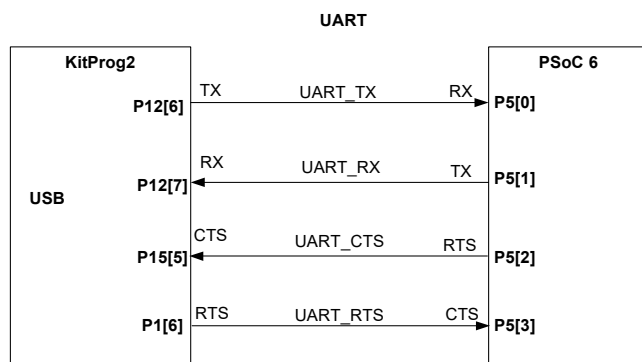 UART
KitProg2
PSoC 6
TX UART_TX RX
P12[6] P5[0]
RX UART_RX TX
P12[7] P5[1]
USB
CTS UART_CTS RTS
P15[5] P5[2]
RTS UART_RTS CTS
P1[6] P5[3]